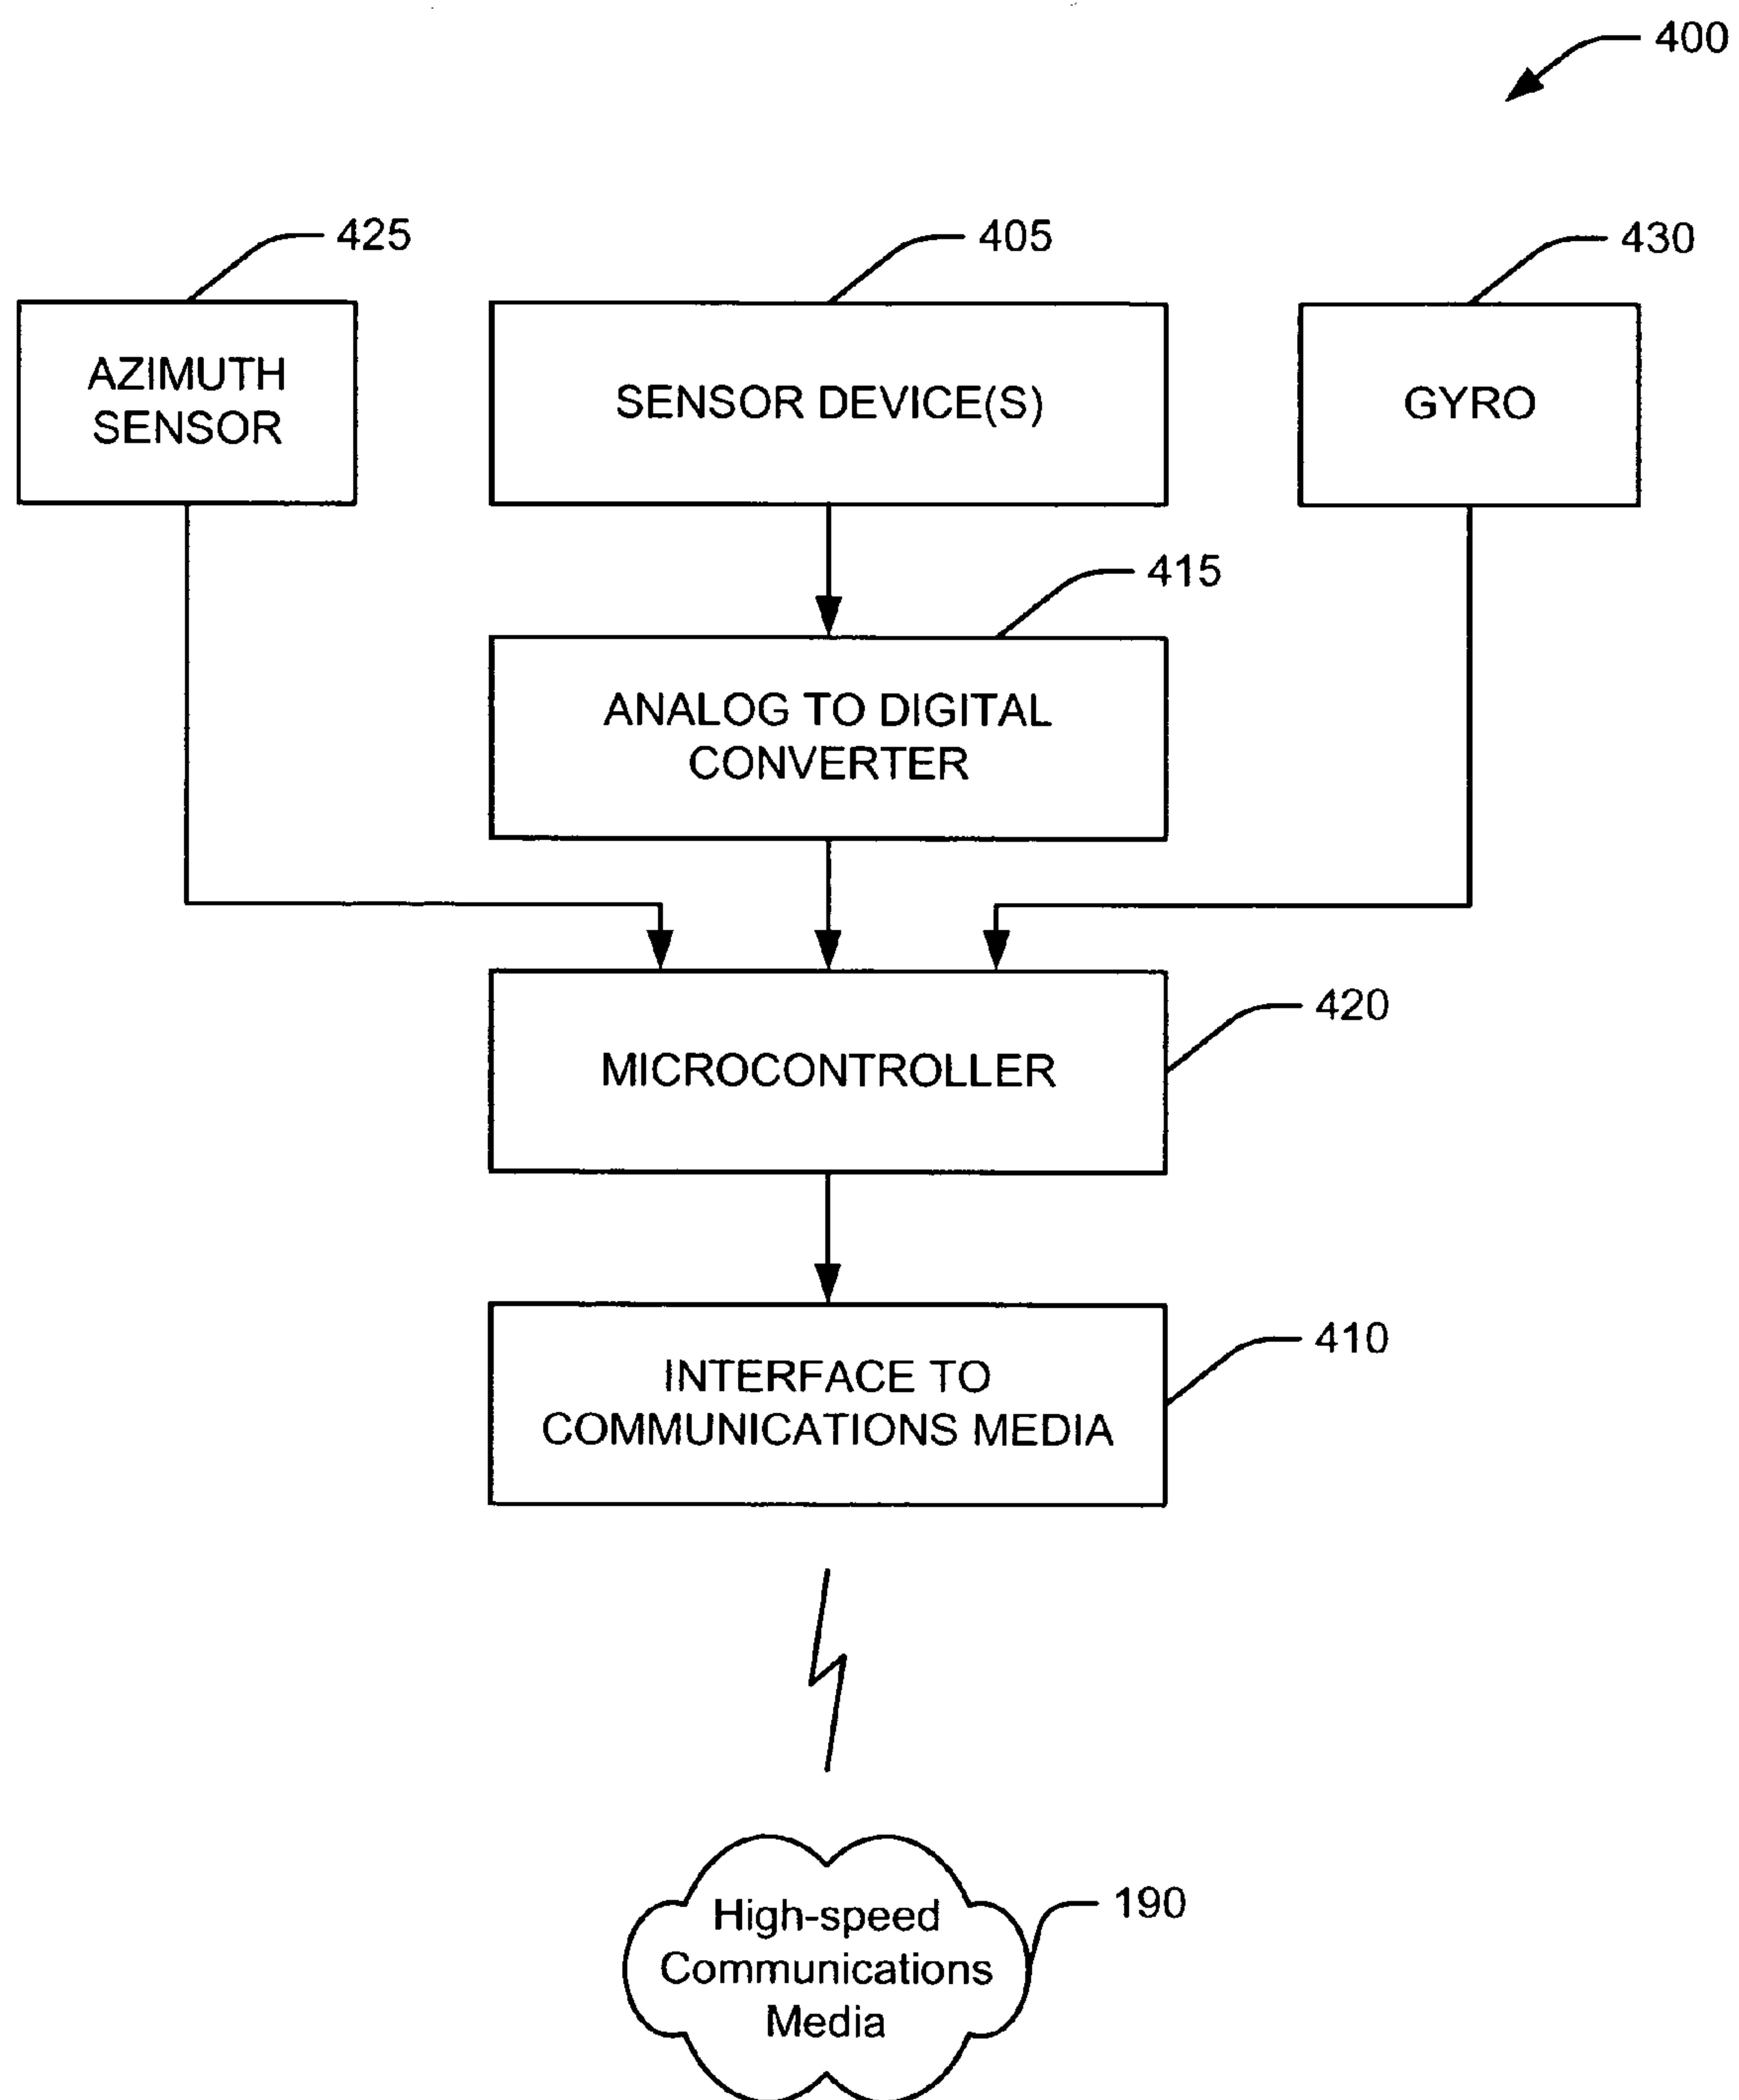 400
425
405
430
AZIMUTH
SENSOR
SENSOR DEVICE(S)
GYRO
415
ANALOG TO DIGITAL
CONVERTER
420
MICROCONTROLLER
410
INTERFACE TO
COMMUNICATIONS MEDIA
190
High-speed
Communications
Media